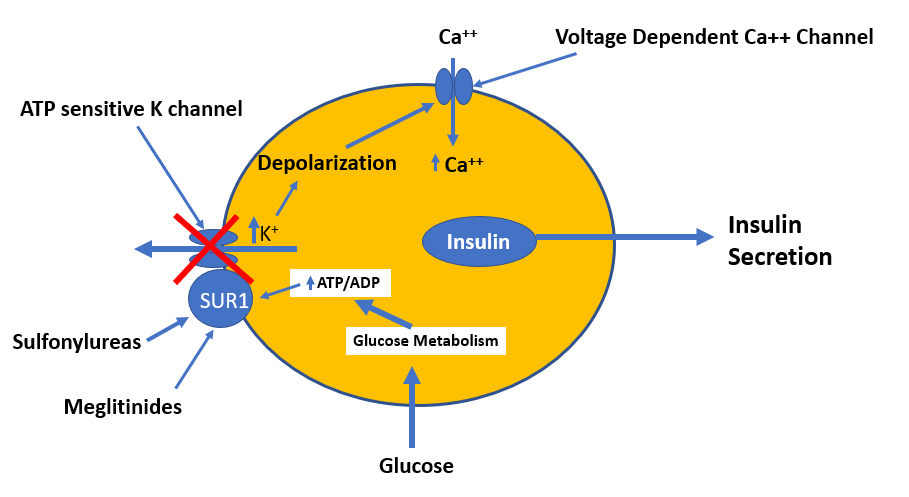 Ca⁺⁺
Voltage Dependent Ca++ Channel
ATP sensitive K channel
Depolarization
Ca⁺⁺
K⁺
Insulin
Insulin
Secretion
ATP/ADP
SUR1
Glucose Metabolism
Sulfonylureas
Meglitinides
Glucose